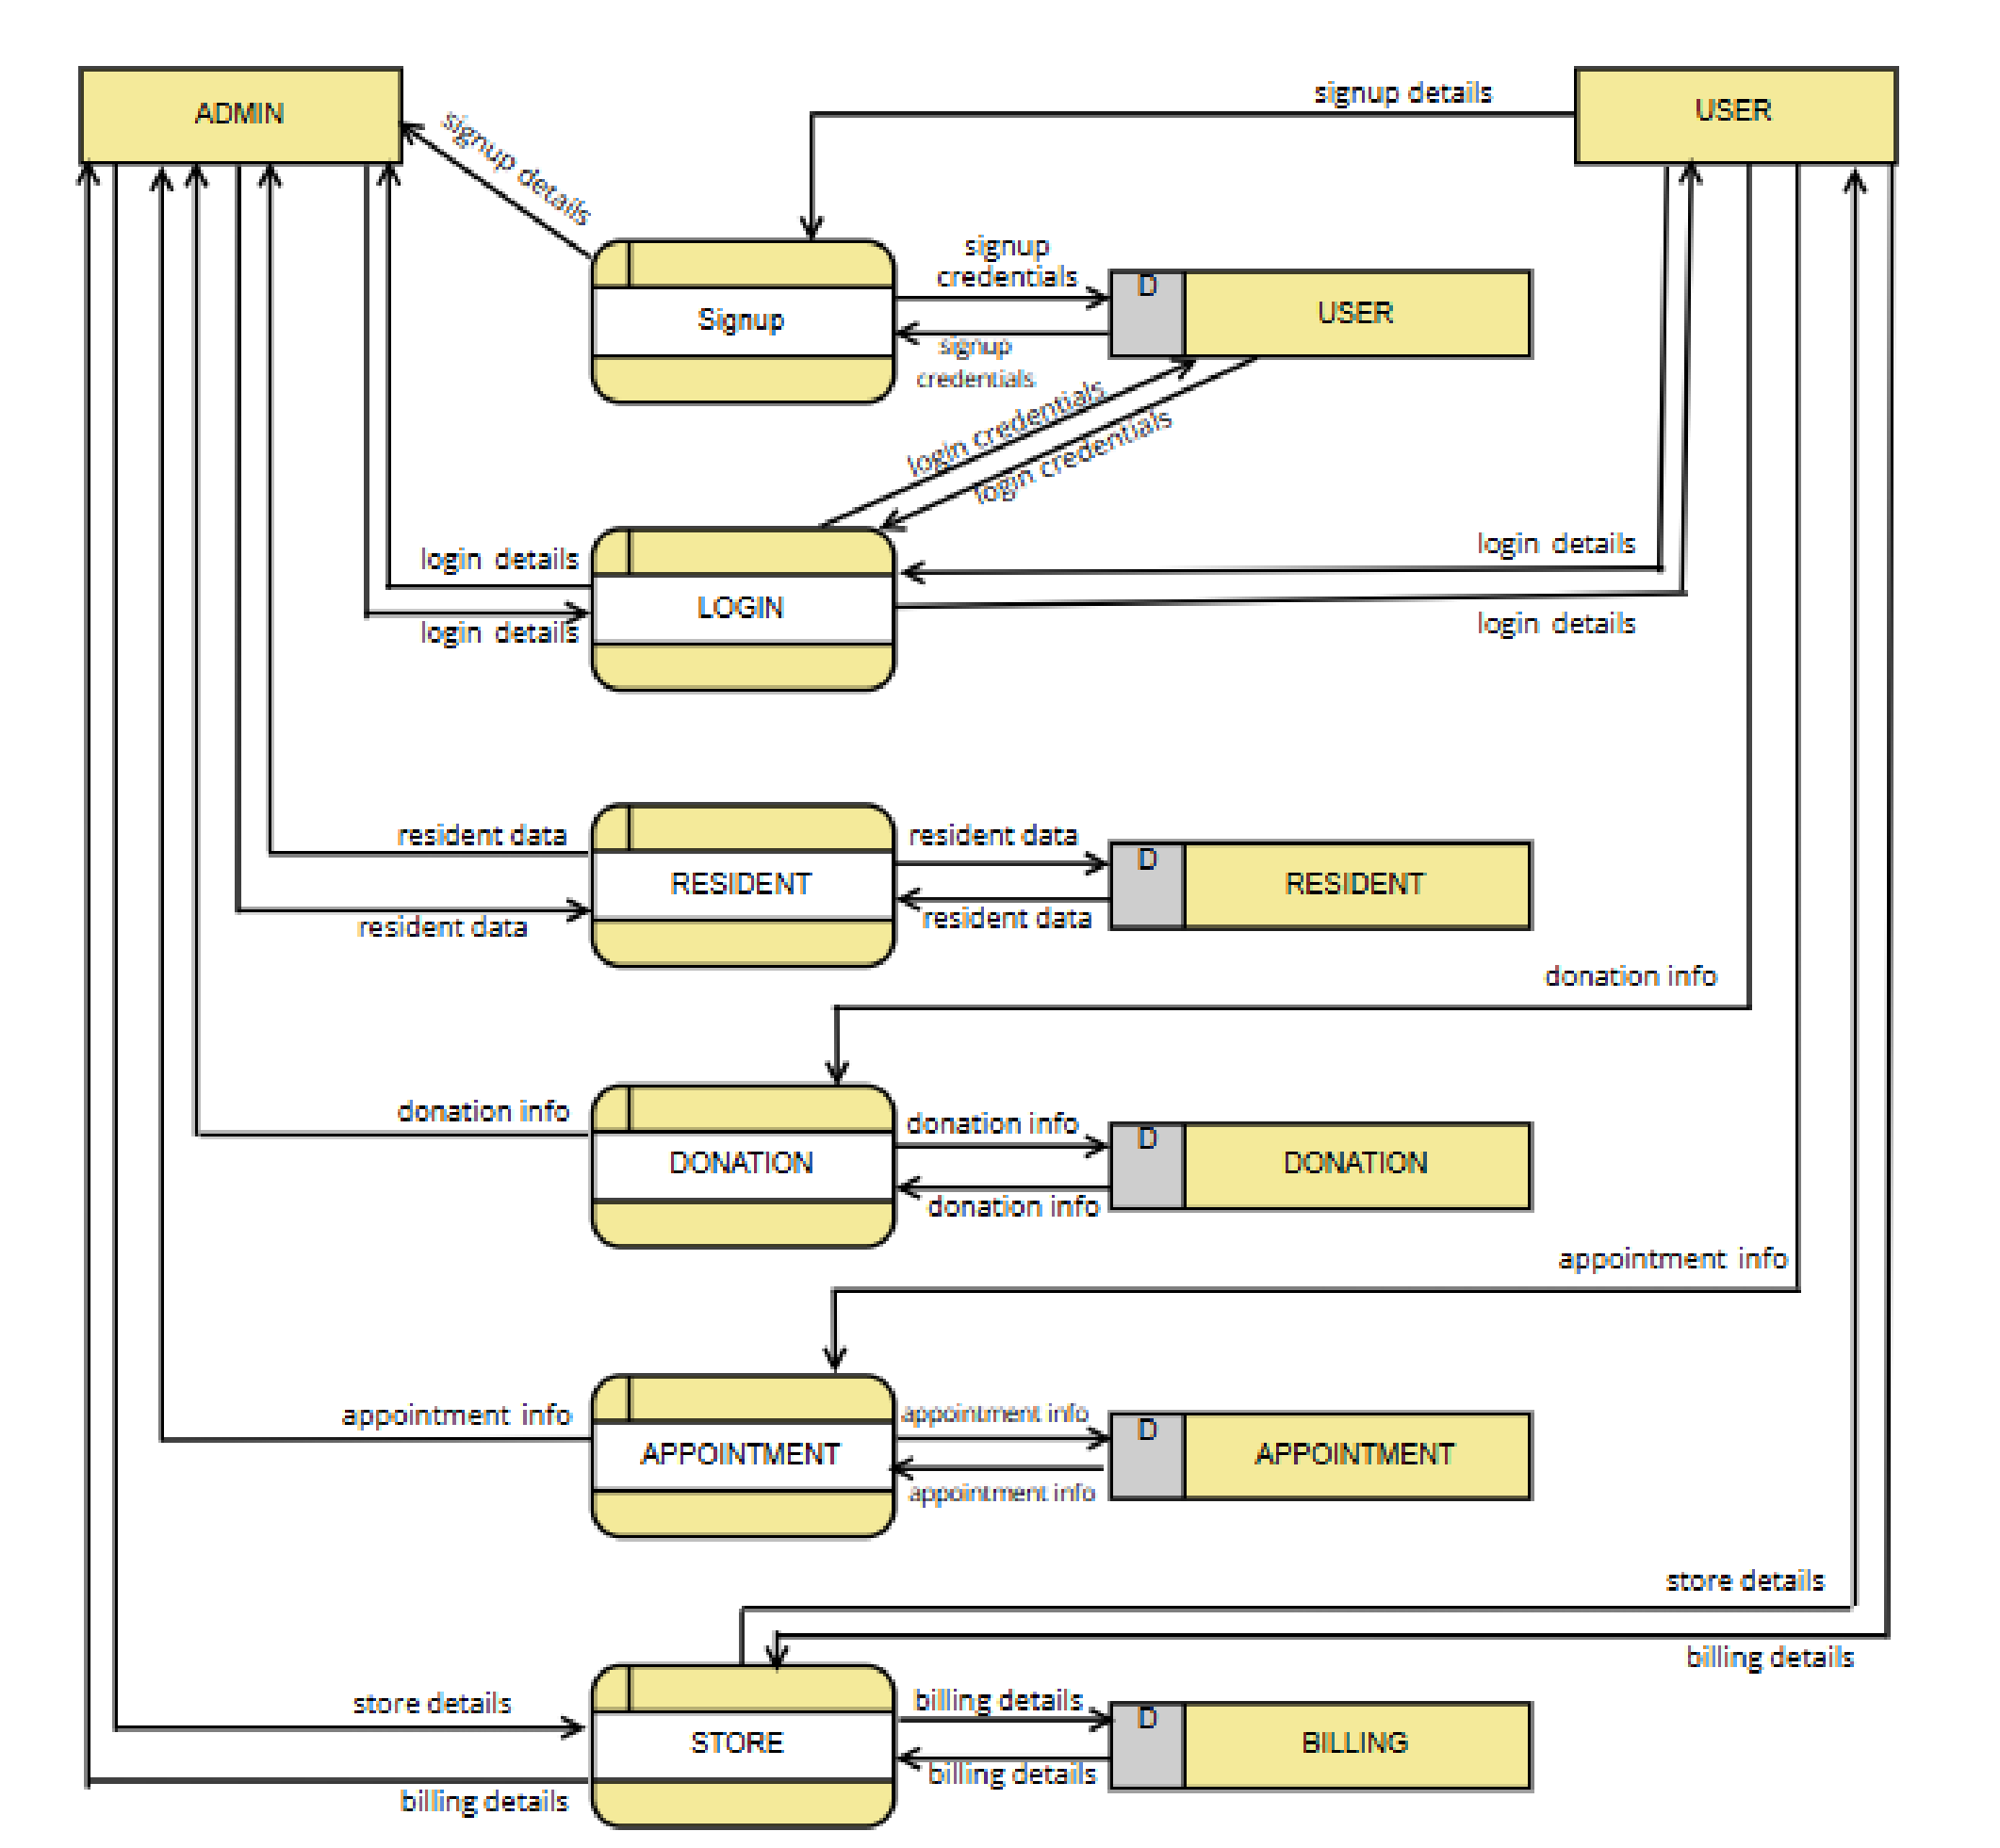 ADMIN
signup details
USER
signup details
signup
credentials
D
USER
Signup
signup
credentials
login credentials
login credentials
login details
login details
LOGIN
login details
login details
resident data
resident data
D
RESIDENT
RESIDENT
resident data
resident data
donation info
donation info
donation info
D
DONATION
DONATION
donation info
appointment info
appointment info
appointment info
D
APPOINTMENT
APPOINTMENT
appointment info
store details
billing details
store details
billing details
D
STORE
BILLING
billing details
billing details